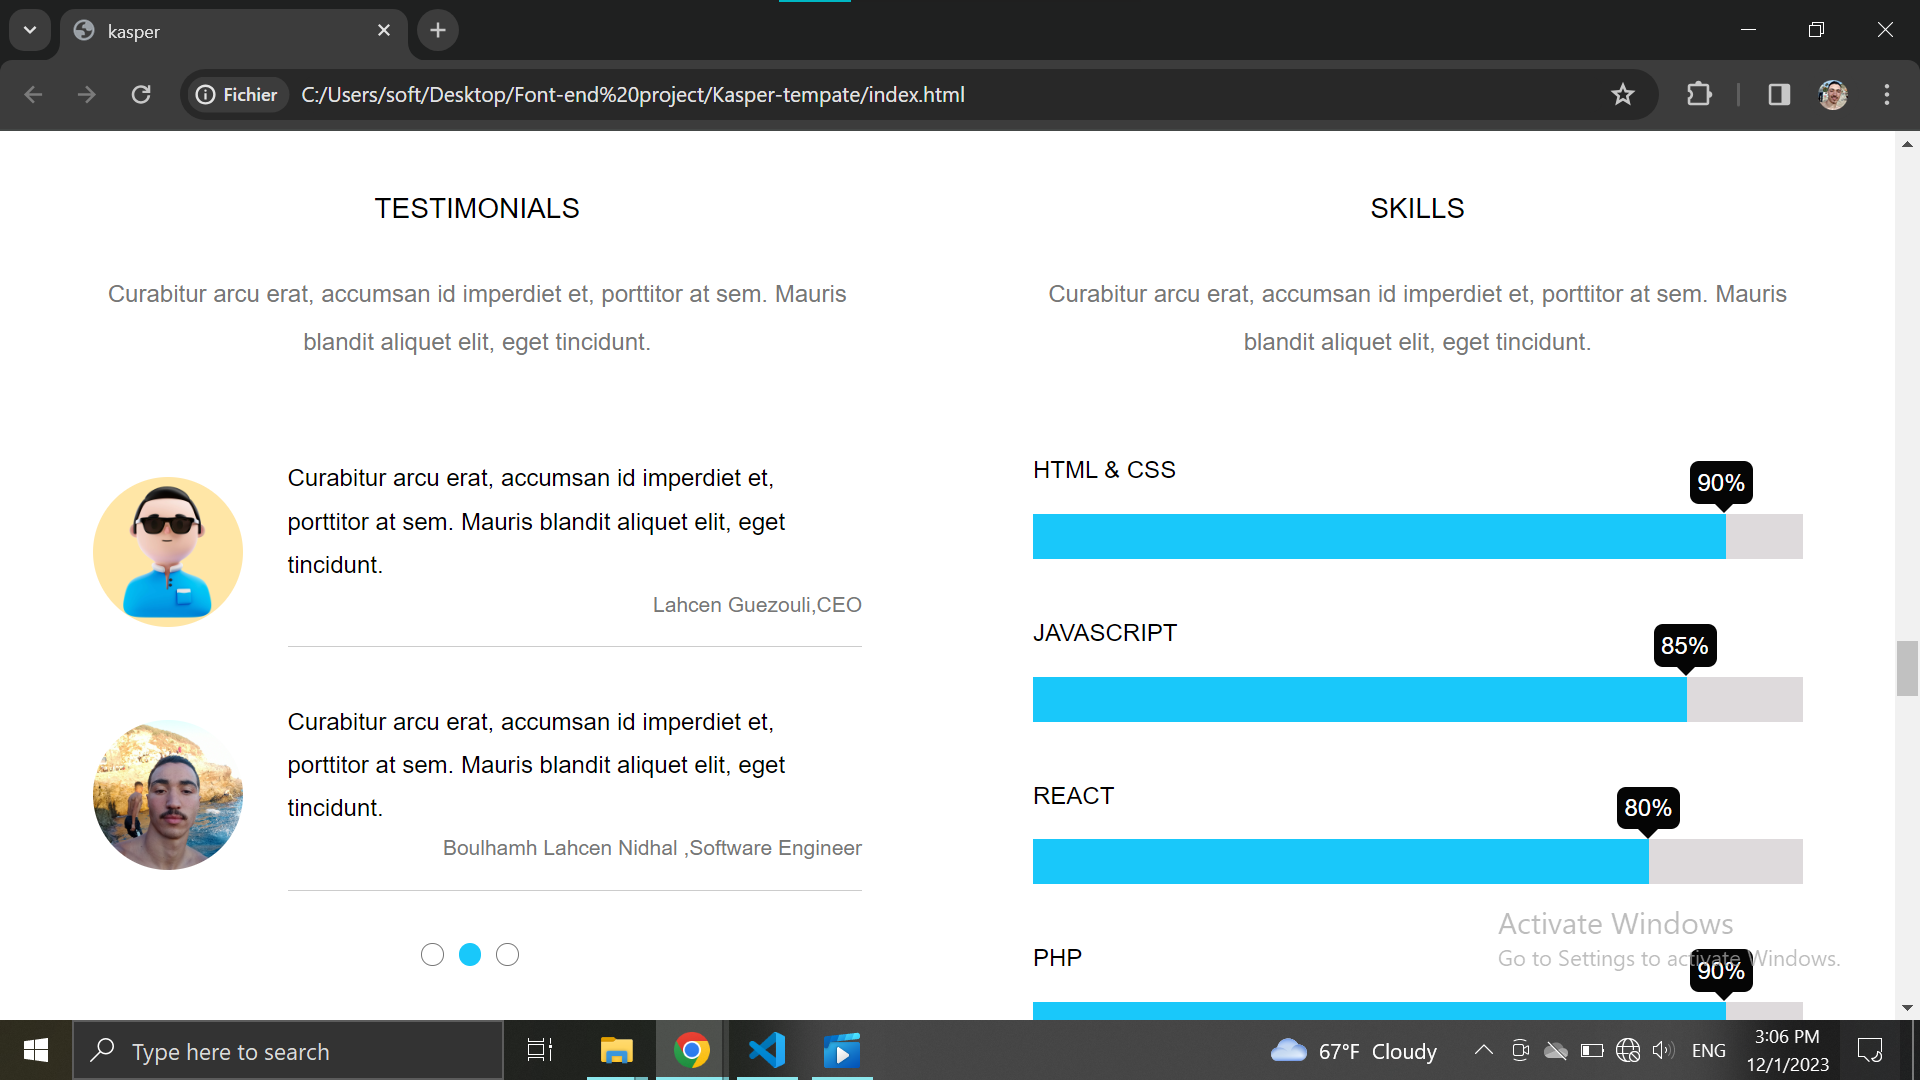 kasper
Fichier C:/Users/soft/Desktop/Font-end%20project/Kasper-tempate/index.html
TESTIMONIALS
Curabitur arcu erat, accumsan id imperdiet et, porttitor at sem. Mauris
blandit aliquet elit, eget tincidunt.
Curabitur arcu erat, accumsan id imperdiet et,
porttitor at sem. Mauris blandit aliquet elit, eget
tincidunt.
Lahcen Guezouli,CEO
Curabitur arcu erat, accumsan id imperdiet et,
porttitor at sem. Mauris blandit aliquet elit, eget
tincidunt.
Boulhamh Lahcen Nidhal ,Software Engineer
SKILLS
Curabitur arcu erat, accumsan id imperdiet et, porttitor at sem. Mauris
blandit aliquet elit, eget tincidunt.
HTML & CSS
90%
JAVASCRIPT
85%
REACT
80%
PHP
90%
Activate Windows
Go to Settings to activate Windows.
Type here to search
67°F Cloudy
ENG
3:06 PM
12/1/2023